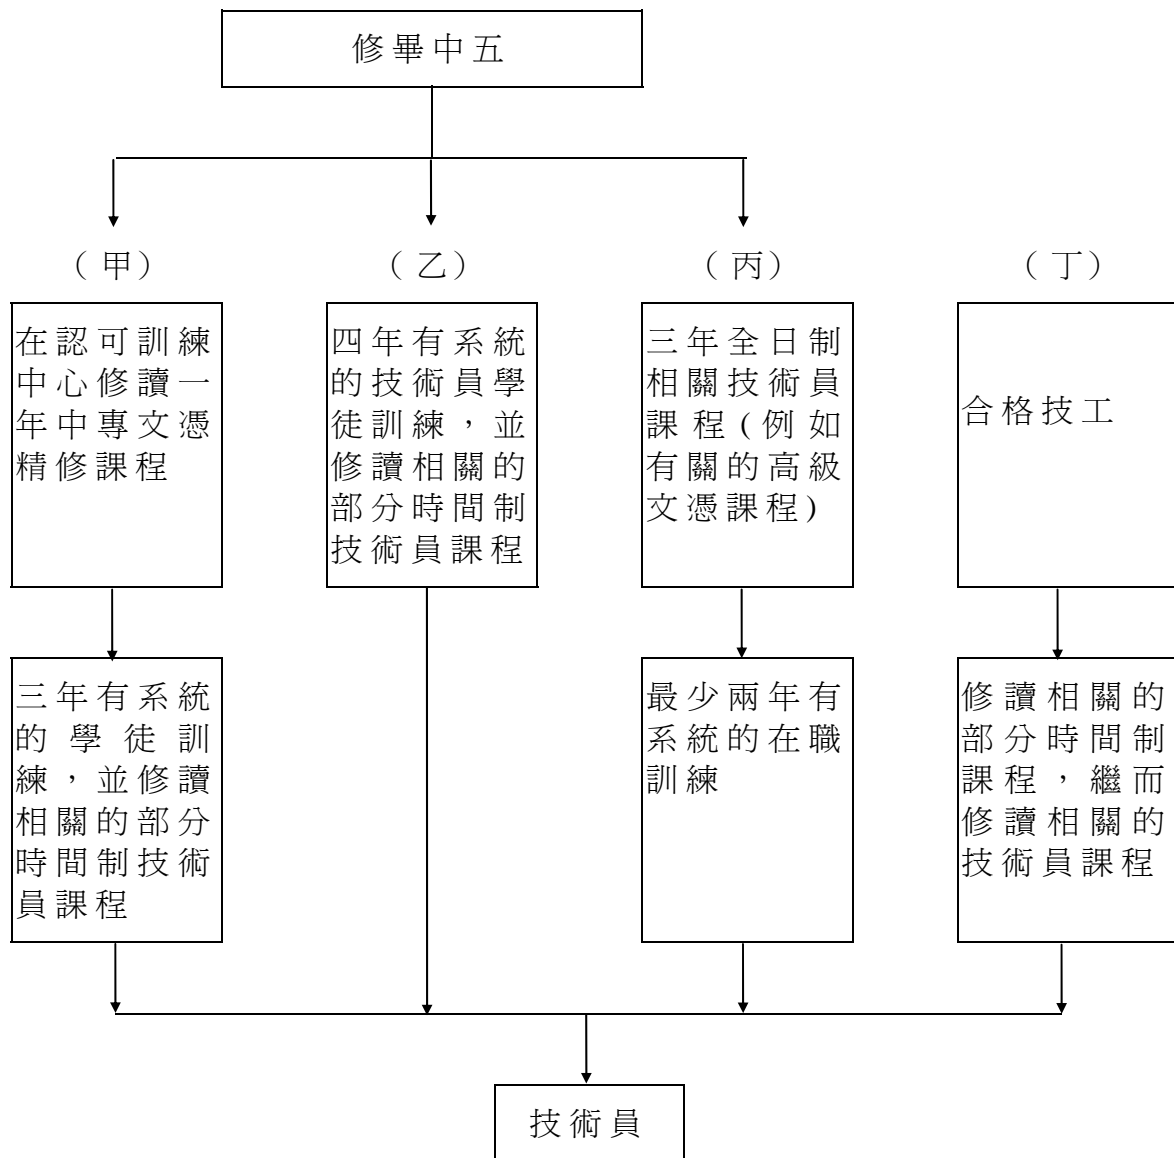 修畢中五
（甲）
（乙）
（丙）
（丁）
在認可訓練
中心修讀一
年中專文憑
精修課程
四年有系統
的技術員學
徒訓練，並
修讀相關的
部分時間制
技術員課程
三年全日制
相關技術員
課程(例如
有關的高級
文憑課程)
合格技工
三年有系統
的學徒訓
練，並修讀
相關的部分
時間制技術
員課程
最少兩年有
系統的在職
訓練
修讀相關的
部分時間制
課程，繼而
修讀相關的
技術員課程
技術員